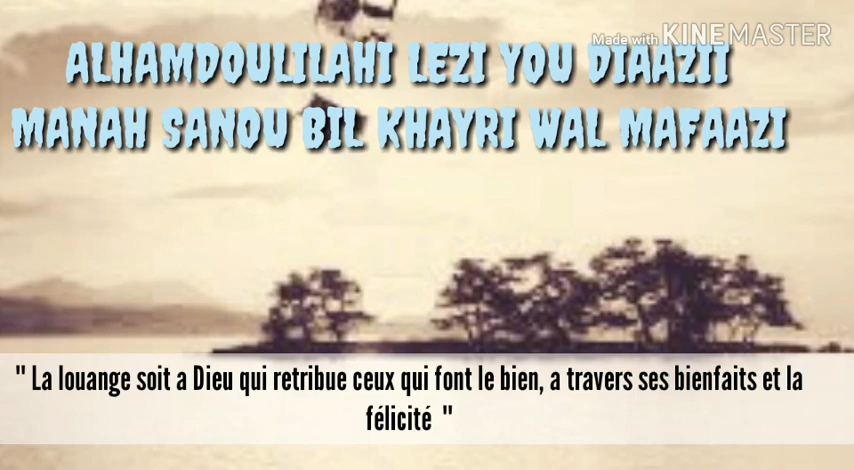 Made with KINEMASTER
ALHAMDOULILAHI LEZI YOU DIAAZII
MANAH SANOU BIL KHAYRI WAL MAFAAZI
" La louange soit a Dieu qui retribue ceux qui font le bien, a travers ses bienfaits et la
félicité "